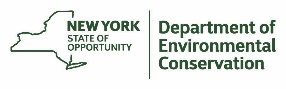 NEW YORK
STATE OF
OPPORTUNITY
Department of
Environmental
Conservation